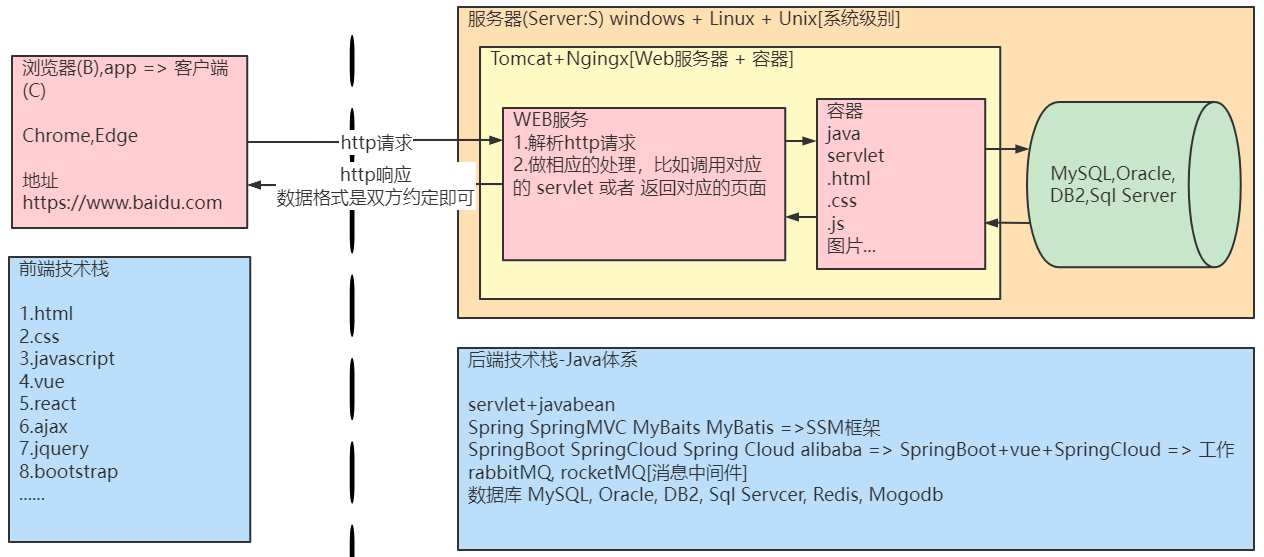 服务器(Server:S) windows + Linux + Unix[系统级别]
浏览器(B),app => 客户端
(C)
Chrome,Edge
地址
https://www.baidu.com
http请求
http响应
数据格式是双方约定即可
Tomcat+Ngingx[Web服务器 + 容器]
WEB服务
1.解析http请求
2.做相应的处理，比如调用对应
的 servlet 或者 返回对应的页面
容器
java
servlet
.html
.css
.js
图片...
MySQL,Oracle,
DB2,Sql Server
前端技术栈
1.html
2.css
3.javascript
4.vue
5.react
6.ajax
7.jquery
8.bootstrap
......
后端技术栈-Java体系
servlet+javabean
Spring SpringMVC MyBaits MyBatis =>SSM框架
SpringBoot SpringCloud Spring Cloud alibaba => SpringBoot+vue+SpringCloud => 工作
rabbitMQ, rocketMQ[消息中间件]
数据库 MySQL, Oracle, DB2, Sql Servcer, Redis, Mogodb